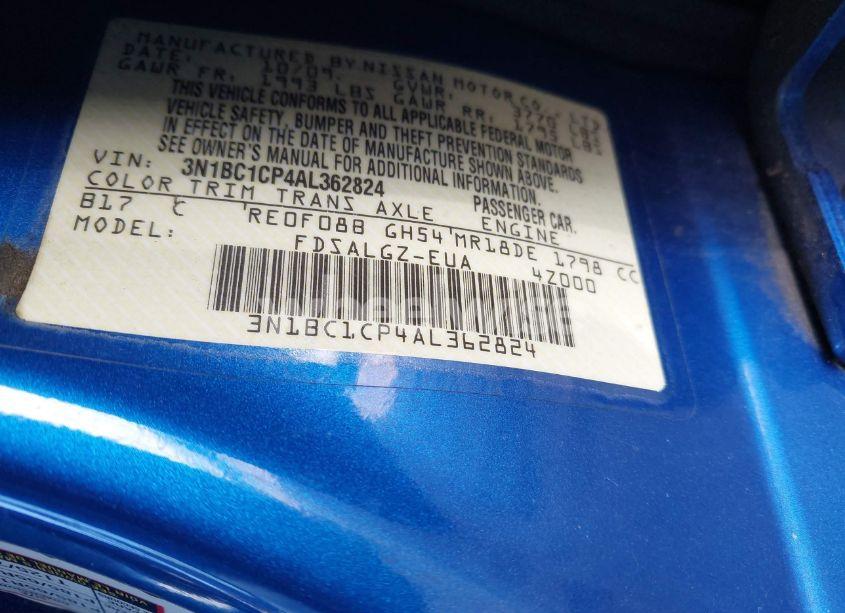 MANUFACTURED BY NISSAN MOTOR CO., LTD
DATE: 10/09 GVWR: 3770 LBS
GAWR FR: 1993 LBS GAWR RR: 1795 LBS
THIS VEHICLE CONFORMS TO ALL APPLICABLE FEDERAL MOTOR
VEHICLE SAFETY, BUMPER AND THEFT PREVENTION STANDARDS
IN EFFECT ON THE DATE OF MANUFACTURE SHOWN ABOVE.
SEE OWNER'S MANUAL FOR ADDITIONAL INFORMATION.
VIN: 3N1BC1CP4AL362824 PASSENGER CAR.
COLOR TRIM TRANS AXLE ENGINE
B17 C RE0F08B GH54 MR18DE 1798 CC
MODEL: FDSALGZ-EUA 4Z000
3N1BC1CP4AL362824